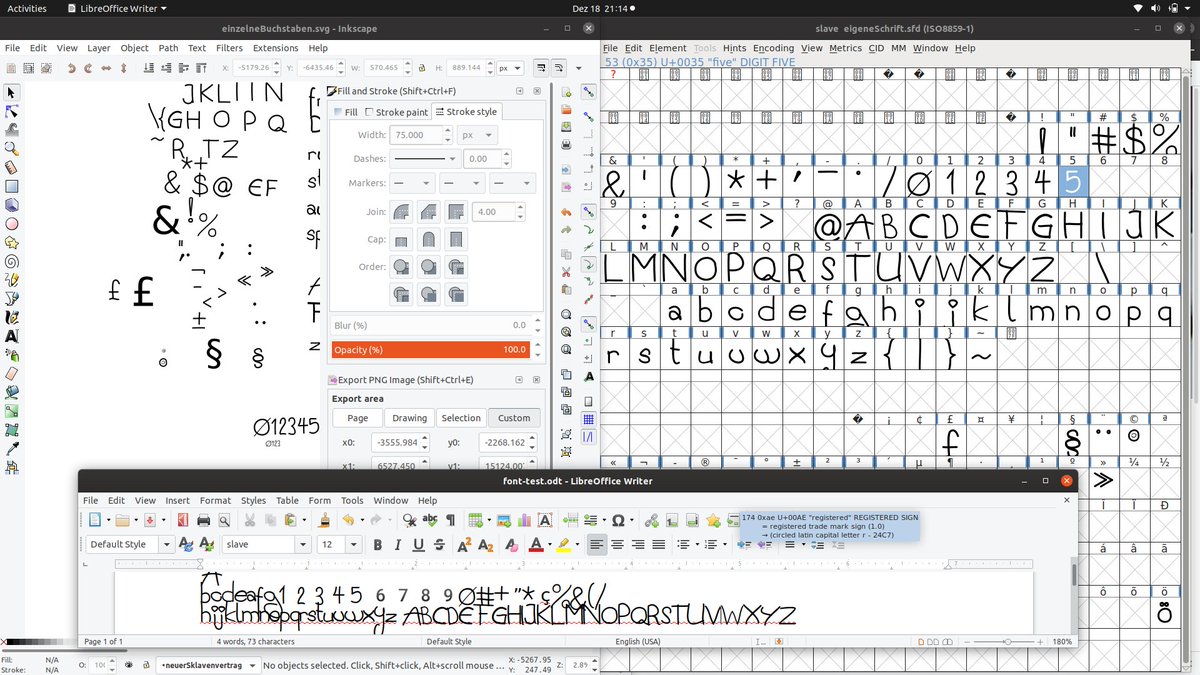 Activities LibreOffice Writer Dez 18 21:14
einzelneBuchstaben.svg - Inkscape
File Edit View Layer Object Path Text Filters Extensions Help
X: -5179.26 Y: -6435.46 W: 570.465 H: 889.144 px
Fill and Stroke (Shift+Ctrl+F)
Fill Stroke paint Stroke style
Width: 75.000 px
Dashes: 0.00
Markers:
Join: 4.00
Cap:
Order:
Blur (%) 0.0
Opacity (%) 100.0
Export PNG Image (Shift+Ctrl+E)
Export area
Page Drawing Selection Custom
x0: -3555.984 y0: -2268.162
x1: 6527.450 y1: 15124.00
JKLIIN
\{GH O P Q
~ R TZ
*+
& $@ EF
&!%
". ; :
¬ « »
£ £ < > < .
± ..
° § §
Ø12345
Ø123
slave eigeneSchrift.sfd (ISO8859-1)
File Edit Element Tools Hints Encoding View Metrics CID MM Window Help
53 (0x35) U+0035 "five" DIGIT FIVE
! " # $ %
! " # $ %
& ' ( ) * + , - . / 0 1 2 3 4 5 6 7 8
& ' ( ) * + ' – · / Ø 1 2 3 4 5
9 : ; < = > ? @ A B C D E F G H I J K
: ; < = > @ A B C D E F G H I J K
L M N O P Q R S T U V W X Y Z [ \ ] ^
L M N O P Q R S T U V W X Y Z \
a b c d e f g h i j k l m n o p q
a b c d e f g h i j k l m n o p q
r s t u v w x y z { | } ~
r s t u v w x y z { | } ~
¡ ¢ £ ¤ ¥ ¦ § ¨ © ª
£ § ¨ ©
« ¬ - ® ¯ ° ± ² ³ ´ µ ¶ · ¸ ¹ º » ¼ ½
»
174 0xae U+00AE "registered" REGISTERED SIGN
= registered trade mark sign (1.0)
→ (circled latin capital letter r - 24C7)
font-test.odt - LibreOffice Writer
File Edit View Insert Format Styles Table Form Tools Window Help
Default Style slave 12
bcdeafg1 2 3 4 5 6 7 8 9 Ø#+ "* ç%&(/
hijklmnopqrstuvwxyz ABCDEFGHIJKLMNOPQRSTUVWXYZ
Page 1 of 1 4 words, 73 characters Default Style English (USA) 180%
Fill: N/A
Stroke: N/A
O: •neuerSklavenvertrag No objects selected. Click, Shift+click, Alt+scroll mouse ... X: -5267.95 Y: 247.49 Z: 2.89